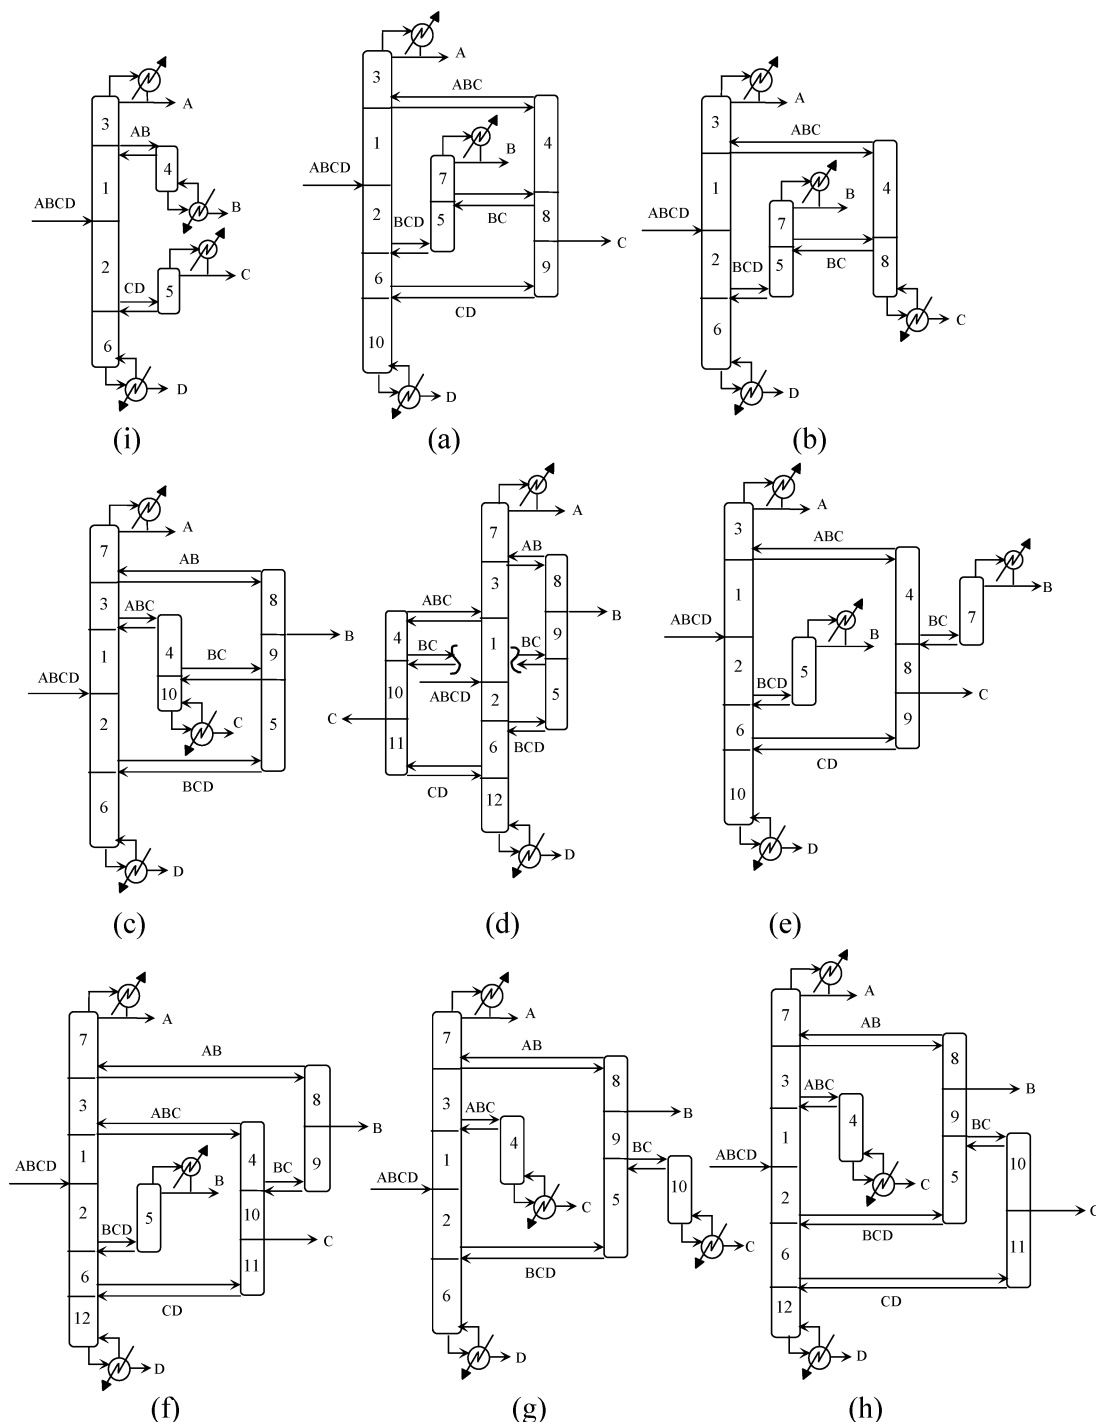 A
3
AB
4
1
ABCD
B
2
C
CD
5
6
D
(i)
A
3
ABC
1
4
B
7
ABCD
BC
2
BCD
5
8
C
6
9
CD
10
D
(a)
A
3
ABC
1
4
B
7
ABCD
BC
2
BCD
5
8
C
6
D
(b)
A
7
AB
8
3
ABC
B
1
4
BC
9
ABCD
10
2
C
5
BCD
6
D
(c)
A
7
AB
8
3
ABC
B
4
BC
1
BC
9
ABCD
10
2
5
C
BCD
11
6
CD
12
D
(d)
A
3
ABC
B
1
4
7
BC
ABCD
B
2
5
8
BCD
C
6
9
CD
10
D
(e)
A
7
AB
8
3
ABC
B
1
4
BC
9
ABCD
B
2
5
10
BCD
C
6
11
CD
12
D
(f)
A
7
AB
8
3
ABC
B
4
9
1
BC
ABCD
10
5
C
2
C
BCD
6
D
(g)
A
7
AB
8
3
ABC
B
4
9
1
BC
10
ABCD
5
C
2
C
BCD
6
11
CD
12
D
(h)